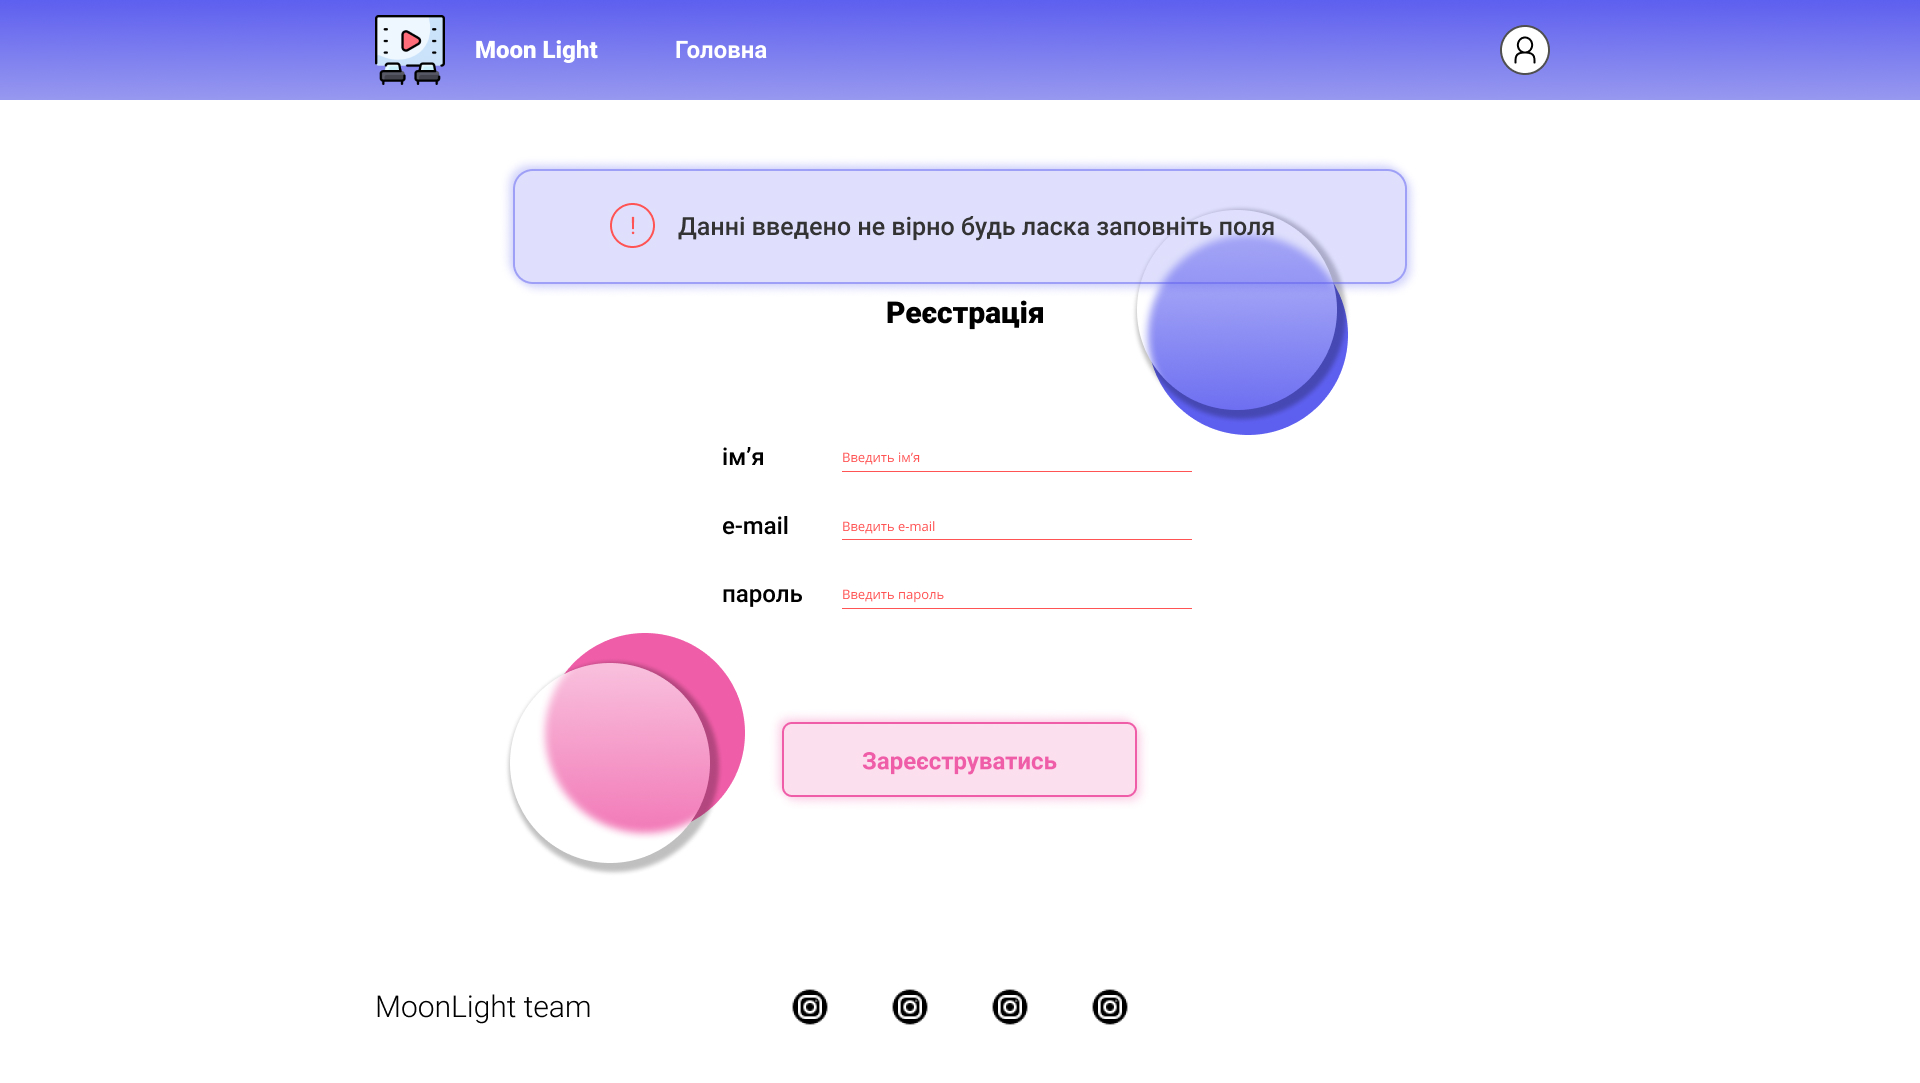 Moon Light
Головна
! Данні введено не вірно будь ласка заповніть поля
Реєстрація
ім’я
Введить ім’я
e-mail
Введить e-mail
пароль
Введить пароль
Зареєструватись
MoonLight team